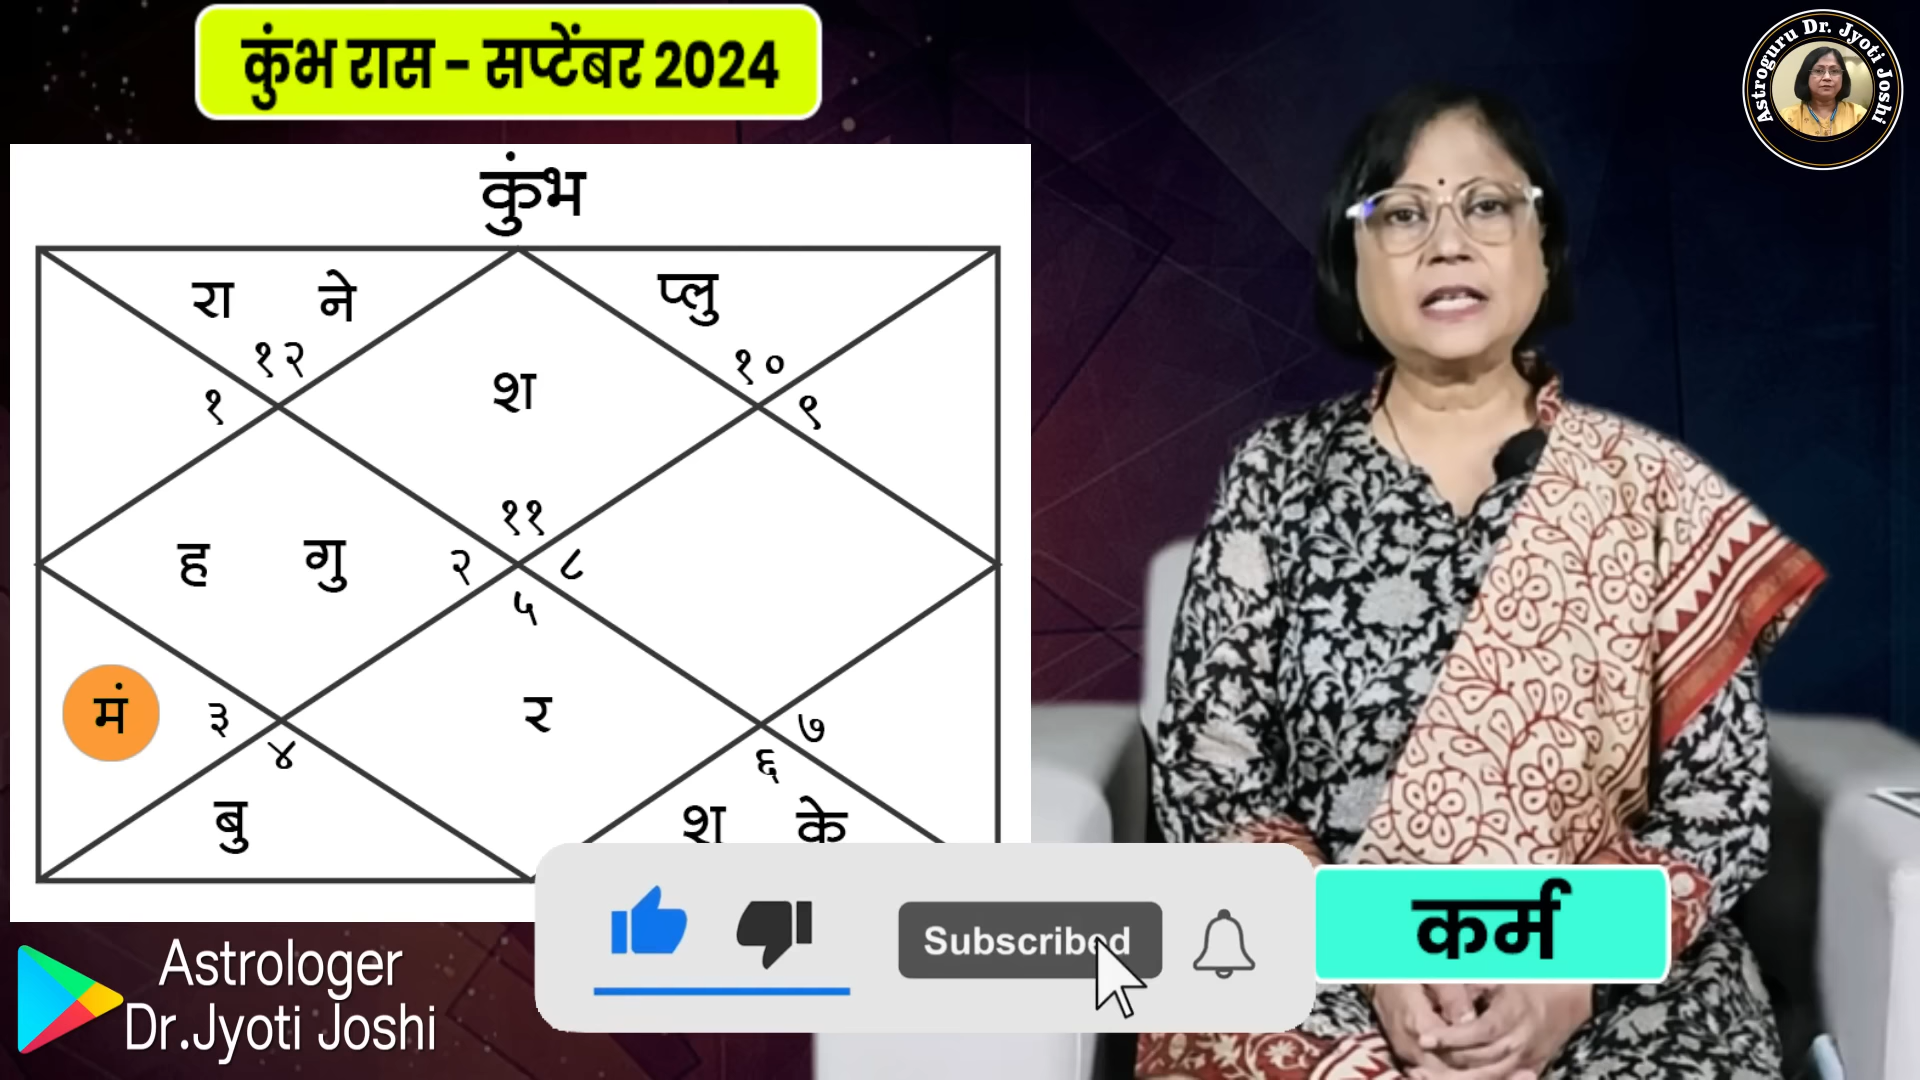 कुंभ रास - सप्टेंबर 2024
Astroguru Dr. Jyoti Joshi
कुंभ
रा ने
प्लु
१२
१०
१
श
९
११
ह गु
२
८
५
मं
३
र
७
४
६
बु
श के
Subscribed
कर्म
Astrologer
Dr.Jyoti Joshi